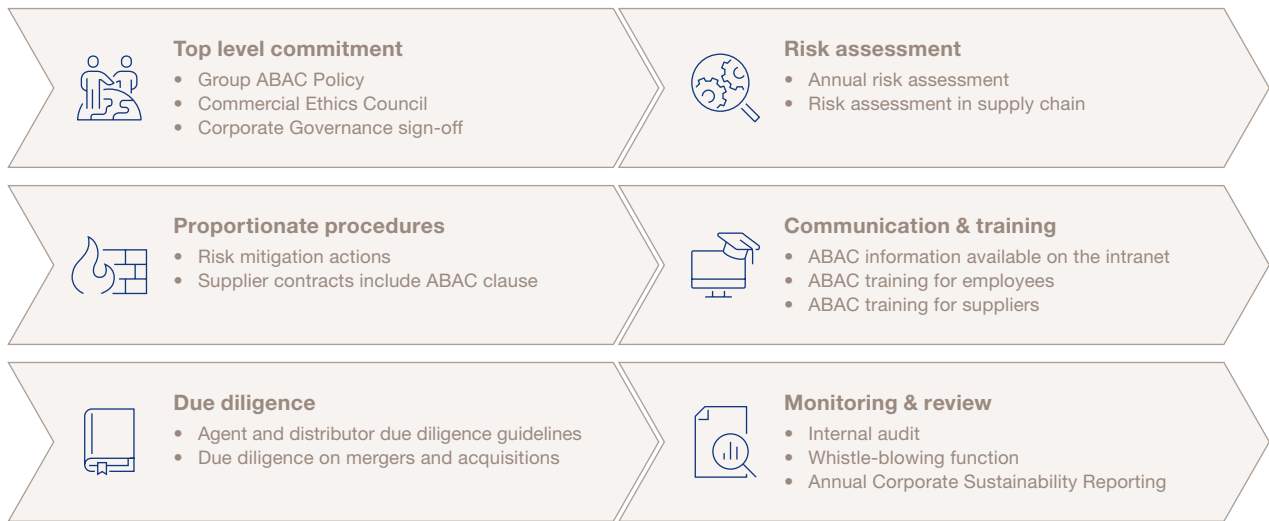 Top level commitment
• Group ABAC Policy
• Commercial Ethics Council
• Corporate Governance sign-off
Risk assessment
• Annual risk assessment
• Risk assessment in supply chain
Proportionate procedures
• Risk mitigation actions
• Supplier contracts include ABAC clause
Communication & training
• ABAC information available on the intranet
• ABAC training for employees
• ABAC training for suppliers
Due diligence
• Agent and distributor due diligence guidelines
• Due diligence on mergers and acquisitions
Monitoring & review
• Internal audit
• Whistle-blowing function
• Annual Corporate Sustainability Reporting